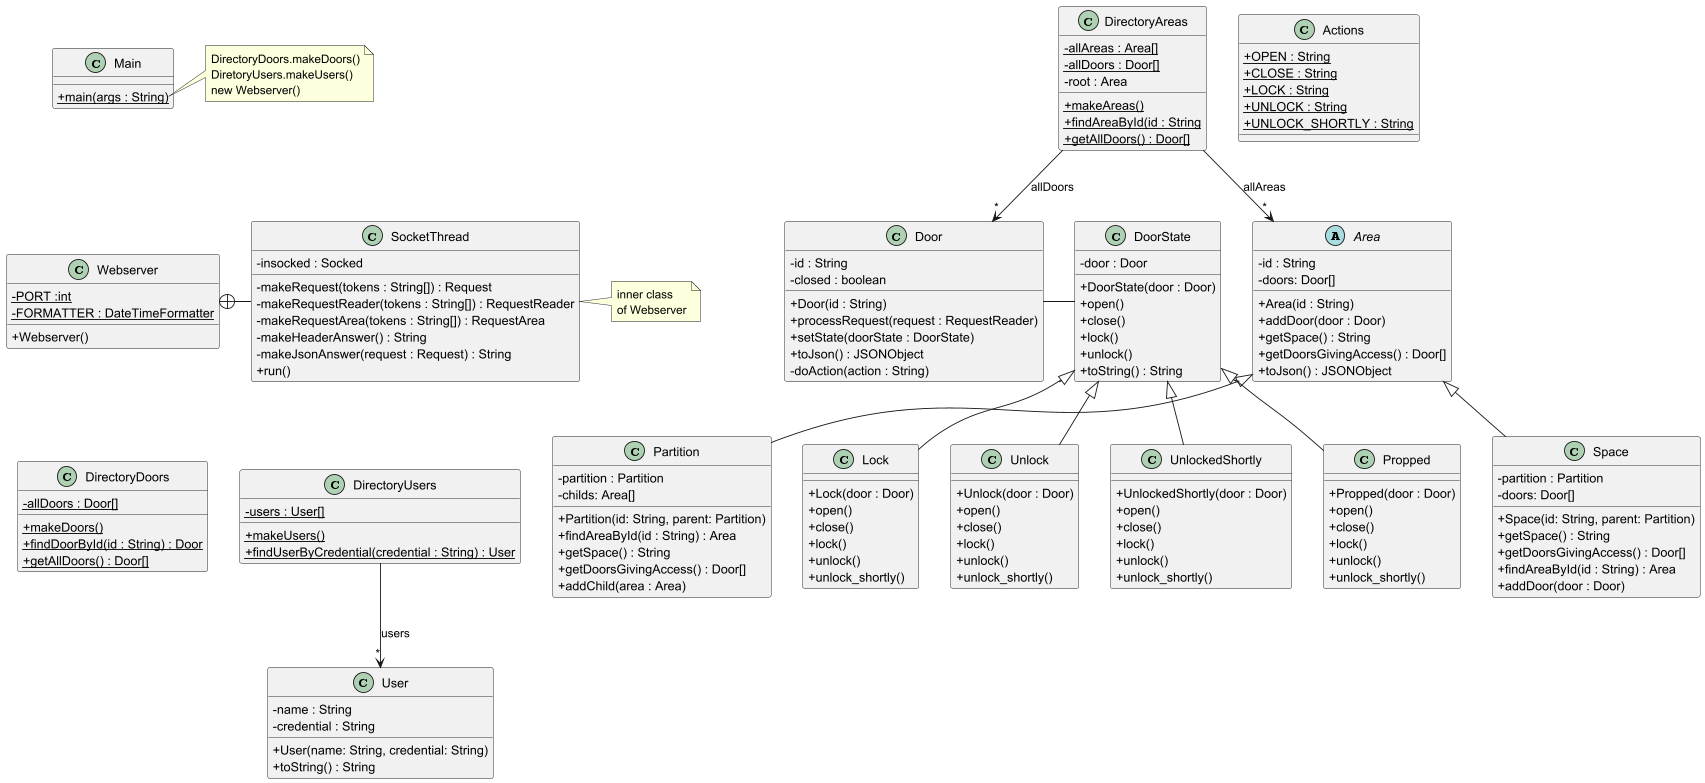 C Main
+main(args : String)
DirectoryDoors.makeDoors()
DiretoryUsers.makeUsers()
new Webserver()
C DirectoryAreas
-allAreas : Area[]
-allDoors : Door[]
-root : Area
+makeAreas()
+findAreaById(id : String
+getAllDoors() : Door[]
C Actions
+OPEN : String
+CLOSE : String
+LOCK : String
+UNLOCK : String
+UNLOCK_SHORTLY : String
allDoors
*
allAreas
*
C Webserver
-PORT :int
-FORMATTER : DateTimeFormatter
+Webserver()
C SocketThread
-insocked : Socked
-makeRequest(tokens : String[]) : Request
-makeRequestReader(tokens : String[]) : RequestReader
-makeRequestArea(tokens : String[]) : RequestArea
-makeHeaderAnswer() : String
-makeJsonAnswer(request : Request) : String
+run()
inner class
of Webserver
C Door
-id : String
-closed : boolean
+Door(id : String)
+processRequest(request : RequestReader)
+setState(doorState : DoorState)
+toJson() : JSONObject
-doAction(action : String)
C DoorState
-door : Door
+DoorState(door : Door)
+open()
+close()
+lock()
+unlock()
+toString() : String
A Area
-id : String
-doors: Door[]
+Area(id : String)
+addDoor(door : Door)
+getSpace() : String
+getDoorsGivingAccess() : Door[]
+toJson() : JSONObject
C DirectoryDoors
-allDoors : Door[]
+makeDoors()
+findDoorById(id : String) : Door
+getAllDoors() : Door[]
C DirectoryUsers
-users : User[]
+makeUsers()
+findUserByCredential(credential : String) : User
C Partition
-partition : Partition
-childs: Area[]
+Partition(id: String, parent: Partition)
+findAreaById(id : String) : Area
+getSpace() : String
+getDoorsGivingAccess() : Door[]
+addChild(area : Area)
C Lock
+Lock(door : Door)
+open()
+close()
+lock()
+unlock()
+unlock_shortly()
C Unlock
+Unlock(door : Door)
+open()
+close()
+lock()
+unlock()
+unlock_shortly()
C UnlockedShortly
+UnlockedShortly(door : Door)
+open()
+close()
+lock()
+unlock()
+unlock_shortly()
C Propped
+Propped(door : Door)
+open()
+close()
+lock()
+unlock()
+unlock_shortly()
C Space
-partition : Partition
-doors: Door[]
+Space(id: String, parent: Partition)
+getSpace() : String
+getDoorsGivingAccess() : Door[]
+findAreaById(id : String) : Area
+addDoor(door : Door)
users
*
C User
-name : String
-credential : String
+User(name: String, credential: String)
+toString() : String